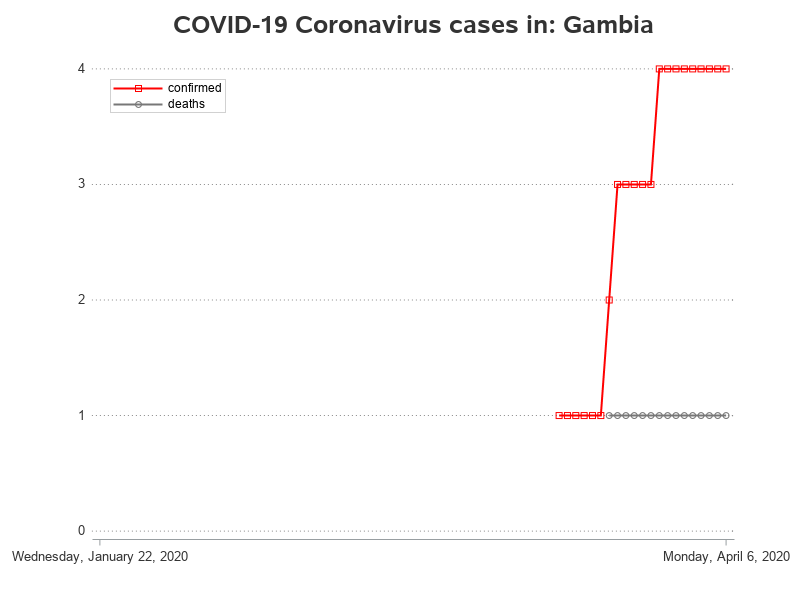 COVID-19 Coronavirus cases in: Gambia
4
confirmed
deaths
3
2
1
0
Wednesday, January 22, 2020
Monday, April 6, 2020